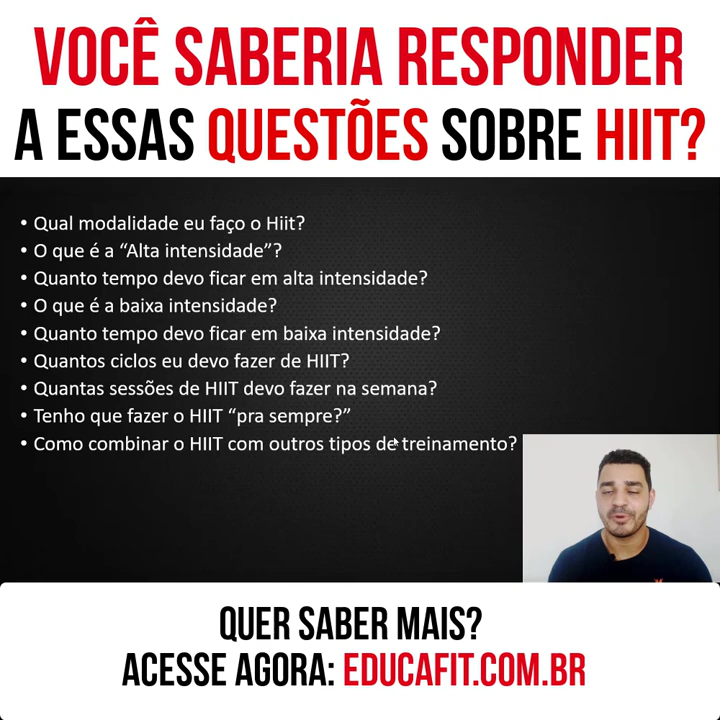 VOCÊ SABERIA RESPONDER
A ESSAS QUESTÕES SOBRE HIIT?
• Qual modalidade eu faço o Hiit?
• O que é a “Alta intensidade”?
• Quanto tempo devo ficar em alta intensidade?
• O que é a baixa intensidade?
• Quanto tempo devo ficar em baixa intensidade?
• Quantos ciclos eu devo fazer de HIIT?
• Quantas sessões de HIIT devo fazer na semana?
• Tenho que fazer o HIIT “pra sempre?”
• Como combinar o HIIT com outros tipos de treinamento?
QUER SABER MAIS?
ACESSE AGORA: EDUCAFIT.COM.BR